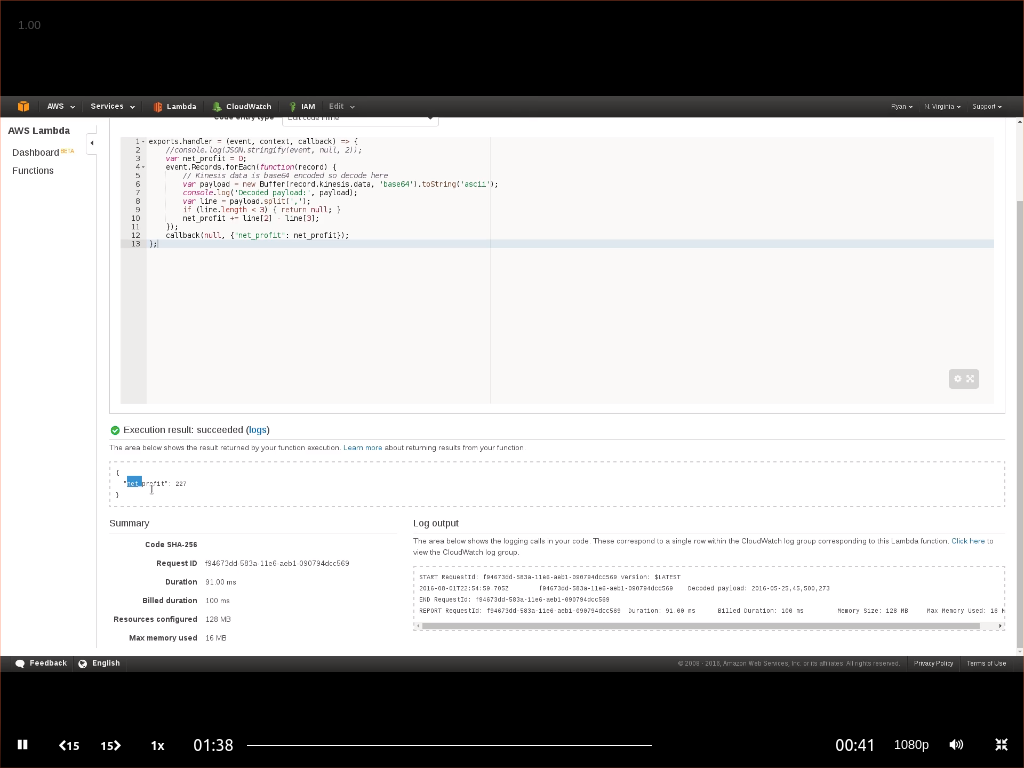 1.00
AWS Services Lambda CloudWatch IAM Edit Ryan N. Virginia Support
AWS Lambda
Dashboard BETA
Functions
Code entry type
1 exports.handler = (event, context, callback) => {
2 //console.log(JSON.stringify(event, null, 2));
3 var net_profit = 0;
4 event.Records.forEach(function(record) {
5 // Kinesis data is base64 encoded so decode here
6 var payload = new Buffer(record.kinesis.data, 'base64').toString('ascii');
7 console.log('Decoded payload:', payload);
8 var line = payload.split(',');
9 if (line.length < 3) { return null; }
10 net_profit += line[2] - line[3];
11 });
12 callback(null, {"net_profit": net_profit});
13 };
Execution result: succeeded (logs)
The area below shows the result returned by your function execution. Learn more about returning results from your function
{
"net_profit": 227
}
Summary
Code SHA-256
Request ID f94673dd-583a-11e6-aeb1-090794dcc569
Duration 91.00 ms
Billed duration 100 ms
Resources configured 128 MB
Max memory used 16 MB
Log output
The area below shows the logging calls in your code. These correspond to a single row within the CloudWatch log group corresponding to this Lambda function. Click here to
view the CloudWatch log group.
START RequestId: f94673dd-583a-11e6-aeb1-090794dcc569 Version: $LATEST
f94673dd-583a-11e6-aeb1-090794dcc569 Decoded payload: 2016-05-25,45,500,273
END RequestId: f94673dd-583a-11e6-aeb1-090794dcc569
REPORT RequestId: f94673dd-583a-11e6-aeb1-090794dcc569 Duration: 91.00 ms Billed Duration: 100 ms Memory Size: 128 MB Max Memory Used: 16 M
Feedback English © 2008 - 2016, Amazon Web Services, Inc. or its affiliates. All rights reserved. Privacy Policy Terms of Use
15 15 1x 01:38 00:41 1080p